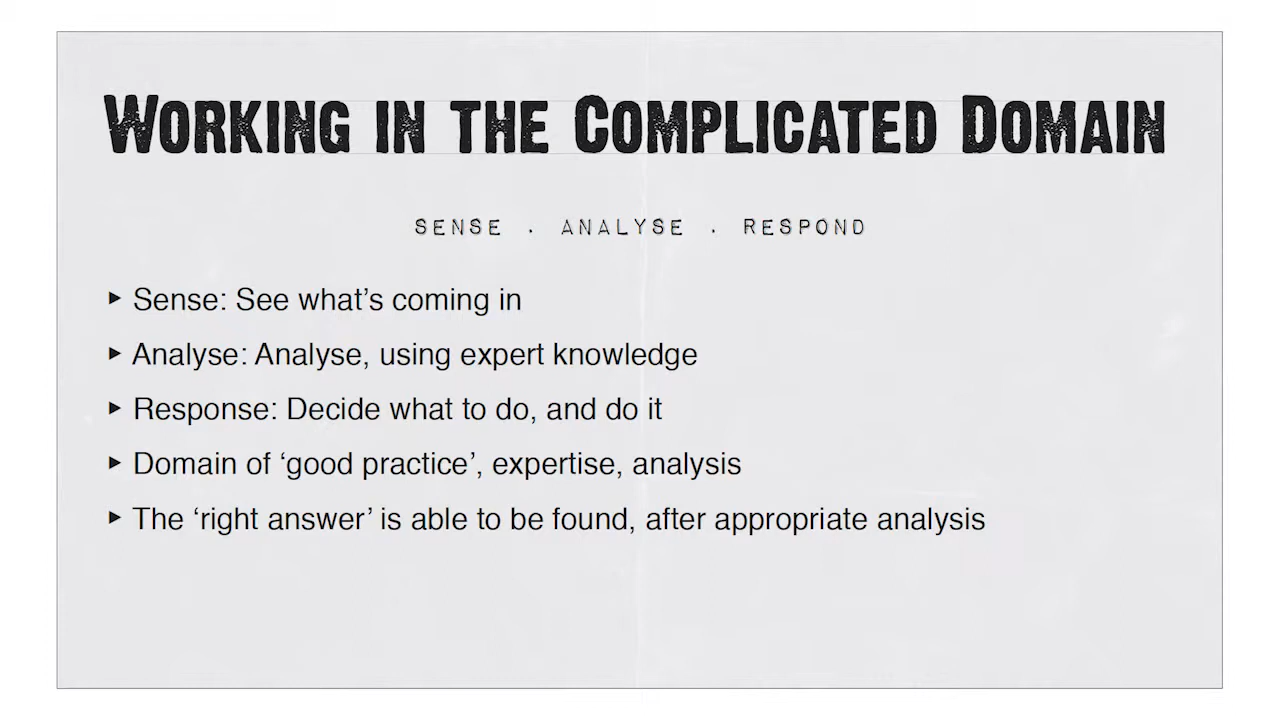 Working in the Complicated Domain
Sense . Analyse . Respond
▸ Sense: See what’s coming in
▸ Analyse: Analyse, using expert knowledge
▸ Response: Decide what to do, and do it
▸ Domain of ‘good practice’, expertise, analysis
▸ The ‘right answer’ is able to be found, after appropriate analysis